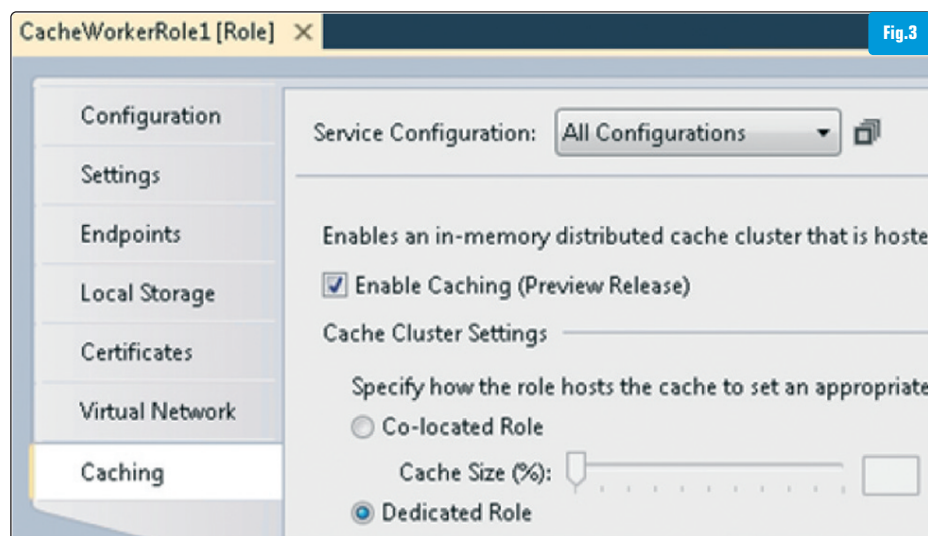 CacheWorkerRole1 [Role]
Fig.3
Configuration
Settings
Endpoints
Local Storage
Certificates
Virtual Network
Caching
Service Configuration: All Configurations
Enables an in-memory distributed cache cluster that is hoste
Enable Caching (Preview Release)
Cache Cluster Settings
Specify how the role hosts the cache to set an appropriate
Co-located Role
Cache Size (%):
Dedicated Role